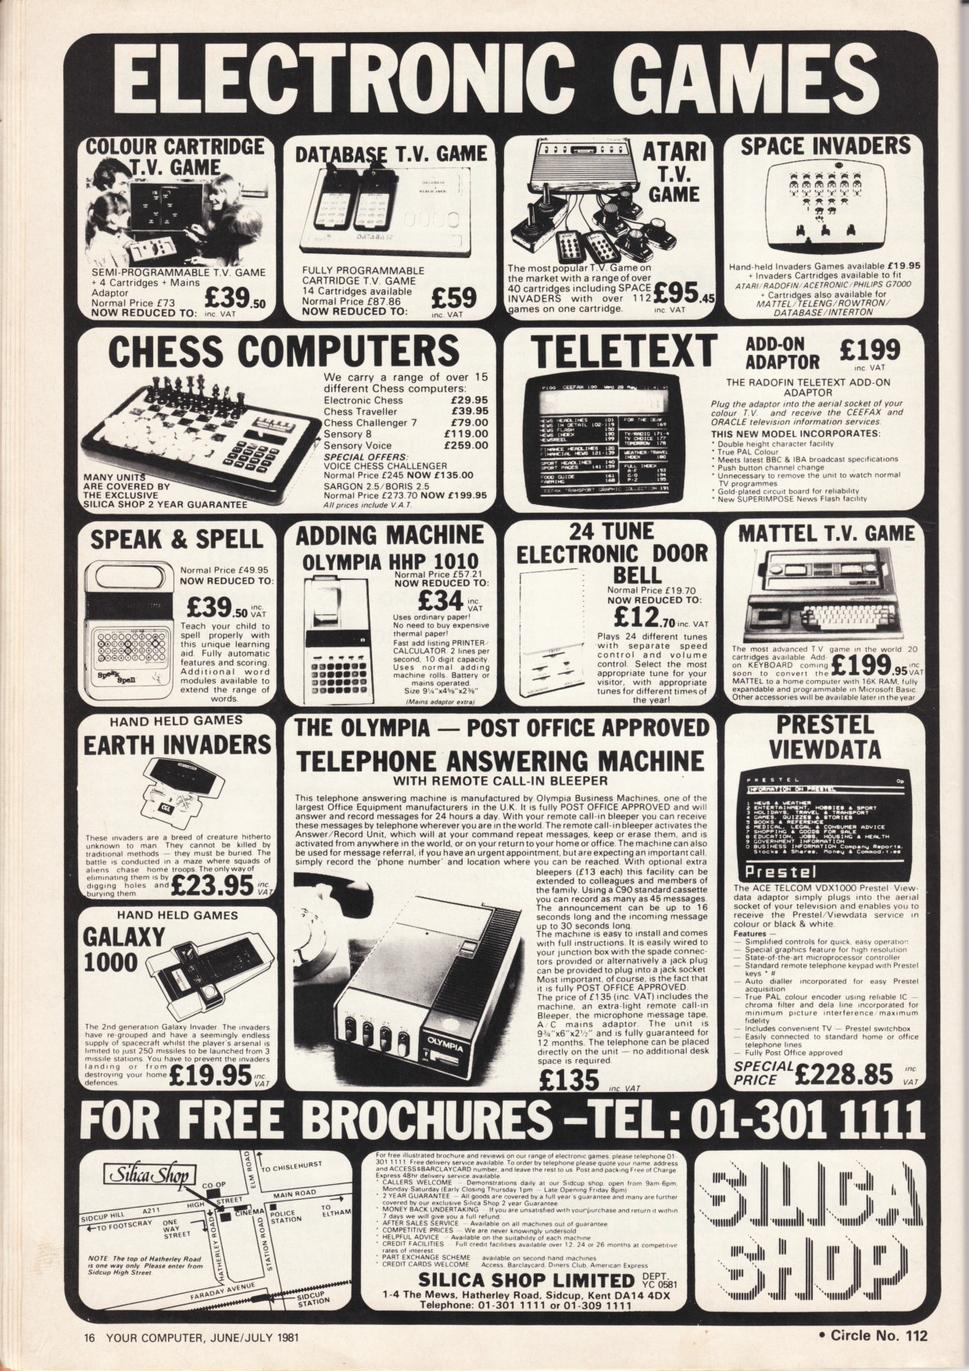 ELECTRONIC GAMES
COLOUR CARTRIDGE
T.V. GAME
SEMI-PROGRAMMABLE T.V. GAME
+ 4 Cartridges + Mains
Adaptor
Normal Price £73
NOW REDUCED TO:
£39.50
inc. VAT
DATABASE T.V. GAME
FULLY PROGRAMMABLE
CARTRIDGE T.V. GAME
14 Cartridges available
Normal Price £87.86
NOW REDUCED TO:
£59
inc. VAT
ATARI
T.V.
GAME
The most popular T.V. Game on
the market with a range of over
40 cartridges including SPACE
INVADERS with over 112
games on one cartridge.
£95.45
inc. VAT
SPACE INVADERS
Hand-held Invaders Games available £19.95
+ Invaders Cartridges available to fit
ATARI/RADOFIN/ACETRONIC/PHILIPS G7000
+ Cartridges also available for
MATTEL/TELENG/ROWTRON/
DATABASE/INTERTON
CHESS COMPUTERS
We carry a range of over 15
different Chess computers:
Electronic Chess £29.95
Chess Traveller £39.95
Chess Challenger 7 £79.00
Sensory 8 £119.00
Sensory Voice £259.00
SPECIAL OFFERS:
VOICE CHESS CHALLENGER
Normal Price £245 NOW £135.00
SARGON 2.5/BORIS 2.5
Normal Price £273.70 NOW £199.95
All prices include V.A.T.
MANY UNITS
ARE COVERED BY
THE EXCLUSIVE
SILICA SHOP 2 YEAR GUARANTEE
TELETEXT
ADD-ON
ADAPTOR
£199
inc. VAT
THE RADOFIN TELETEXT ADD-ON
ADAPTOR
Plug the adaptor into the aerial socket of your
colour T.V. and receive the CEEFAX and
ORACLE television information services.
THIS NEW MODEL INCORPORATES:
* Double height character facility
* True PAL Colour
* Meets latest BBC & IBA broadcast specifications
* Push button channel change
* Unnecessary to remove the unit to watch normal
TV programmes
* Gold-plated circuit board for reliability
* New SUPERIMPOSE News Flash facility
SPEAK & SPELL
Normal Price £49.95
NOW REDUCED TO:
£39.50 inc. VAT
Teach your child to
spell properly with
this unique learning
aid. Fully automatic
features and scoring.
Additional word
modules available to
extend the range of
words.
ADDING MACHINE
OLYMPIA HHP 1010
Normal Price £57.21
NOW REDUCED TO:
£34 inc. VAT
Uses ordinary paper!
No need to buy expensive
thermal paper!
Fast add listing PRINTER/
CALCULATOR. 2 lines per
second, 10 digit capacity.
Uses normal adding
machine rolls. Battery or
mains operated.
Size 9¼"x4⅝"x2⅜"
(Mains adaptor extra)
24 TUNE
ELECTRONIC DOOR
BELL
Normal Price £19.70
NOW REDUCED TO:
£12.70 inc. VAT
Plays 24 different tunes
with separate speed
control and volume
control. Select the most
appropriate tune for your
visitor, with appropriate
tunes for different times of
the year!
MATTEL T.V. GAME
The most advanced T.V. game in the world. 20
cartridges available. Add
on KEYBOARD coming
soon to convert the
£199.95 inc VAT
MATTEL to a home computer with 16K RAM, fully
expandable and programmable in Microsoft Basic.
Other accessories will be available later in the year.
HAND HELD GAMES
EARTH INVADERS
These invaders are a breed of creature hitherto
unknown to man. They cannot be killed by
traditional methods — they must be buried. The
battle is conducted in a maze where squads of
aliens chase home troops. The only way of
eliminating them is by
digging holes and
burying them.
£23.95 inc. VAT
HAND HELD GAMES
GALAXY
1000
The 2nd generation Galaxy Invader. The invaders
have re-grouped and have a seemingly endless
supply of spacecraft whilst the player's arsenal is
limited to just 250 missiles to be launched from 3
missile stations. You have to prevent the invaders
landing or from
destroying your home
defences.
£19.95 inc. VAT
THE OLYMPIA — POST OFFICE APPROVED
TELEPHONE ANSWERING MACHINE
WITH REMOTE CALL-IN BLEEPER
This telephone answering machine is manufactured by Olympia Business Machines, one of the
largest Office Equipment manufacturers in the U.K. It is fully POST OFFICE APPROVED and will
answer and record messages for 24 hours a day. With your remote call-in bleeper you can receive
these messages by telephone wherever you are in the world. The remote call-in bleeper activates the
Answer/Record Unit, which will at your command repeat messages, keep or erase them, and is
activated from anywhere in the world, or on your return to your home or office. The machine can also
be used for message referral, if you have an urgent appointment, but are expecting an important call,
simply record the 'phone number' and location where you can be reached. With optional extra
bleepers (£13 each) this facility can be
extended to colleagues and members of
the family. Using a C90 standard cassette
you can record as many as 45 messages.
The announcement can be up to 16
seconds long and the incoming message
up to 30 seconds long.
The machine is easy to install and comes
with full instructions. It is easily wired to
your junction box with the spade connec-
tors provided or alternatively a jack plug
can be provided to plug into a jack socket.
Most important, of course, is the fact that
it is fully POST OFFICE APPROVED.
The price of £135 (inc. VAT) includes the
machine, an extra-light remote call-in
Bleeper, the microphone message tape,
A/C mains adaptor. The unit is
9¾"x6"x2½" and is fully guaranteed for
12 months. The telephone can be placed
directly on the unit — no additional desk
space is required.
£135
inc. VAT
OLYMPIA
PRESTEL
VIEWDATA
PRESTEL
INFORMATION ON PRESTEL
1 NEWS & WEATHER
2 ENTERTAINMENT, HOBBIES & SPORT
3 HOLIDAYS, TRAVEL & TRANSPORT
4 GAMES, QUIZZES & STORIES
5 BOOKS & REFERENCE
6 MEDICAL, LEGAL & CONSUMER ADVICE
7 SHOPPING & GOODS FOR SALE
8 EDUCATION, JOBS, HOUSING & HEALTH
9 GOVERNMENT INFORMATION
0 BUSINESS INFORMATION Company Reports,
Stocks & Shares, Money & Commodities
Prestel
The ACE TELCOM VDX1000 Prestel View-
data adaptor simply plugs into the aerial
socket of your television and enables you to
receive the Prestel/Viewdata service in
colour or black & white.
Features —
— Simplified controls for quick, easy operation
— Special graphics feature for high resolution
— State-of-the-art microprocessor controller
— Standard remote telephone keypad with Prestel
keys * #
— Auto dialler incorporated for easy Prestel
acquisition
— True PAL colour encoder using reliable IC —
chroma filter and dela line incorporated for
minimum picture interference/maximum
fidelity
— Includes convenient TV — Prestel switchbox
— Easily connected to standard home or office
telephone lines
— Fully Post Office approved
SPECIAL
PRICE £228.85 inc VAT
FOR FREE BROCHURES –TEL: 01-301 1111
Silica Shop
TO CHISLEHURST
ELM ROAD
CO-OP
HIGH STREET
MAIN ROAD
SIDCUP HILL A211
TO FOOTSCRAY
ONE
WAY
STREET
CINEMA
POLICE
STATION
TO
ELTHAM
HATHERLEY ROAD
STATION ROAD
NOTE: The top of Hatherley Road
is one way only. Please enter from
Sidcup High Street
FARADAY AVENUE
SIDCUP
STATION
For free illustrated brochure and reviews on our range of electronic games, please telephone 01-
301 1111. Free delivery service available. To order by telephone please quote your name, address
and ACCESS/BARCLAYCARD number, and leave the rest to us. Post and packing Free of Charge.
Express 48hr delivery service available.
* CALLERS WELCOME — Demonstrations daily at our Sidcup shop, open from 9am-6pm,
Monday-Saturday (Early Closing Thursday 1pm — Late Opening Friday 8pm)
* 2 YEAR GUARANTEE — All goods are covered by a full year's guarantee and many are further
covered by our exclusive Silica Shop 2 year Guarantee.
* MONEY BACK UNDERTAKING — If you are unsatisfied with your purchase and return it within
7 days we will give you a full refund.
* AFTER SALES SERVICE — Available on all machines out of guarantee
* COMPETITIVE PRICES — We are never knowingly undersold.
* HELPFUL ADVICE — Available on the suitability of each machine
* CREDIT FACILITIES — Full credit facilities available over 12, 24 or 26 months at competitive
rates of interest.
* PART EXCHANGE SCHEME — available on second-hand machines.
* CREDIT CARDS WELCOME — Access, Barclaycard, Diners Club, American Express
SILICA SHOP LIMITED DEPT. YC 0581
1-4 The Mews, Hatherley Road, Sidcup, Kent DA14 4DX
Telephone: 01-301 1111 or 01-309 1111
SILICA
SHOP
16 YOUR COMPUTER, JUNE/JULY 1981
• Circle No. 112